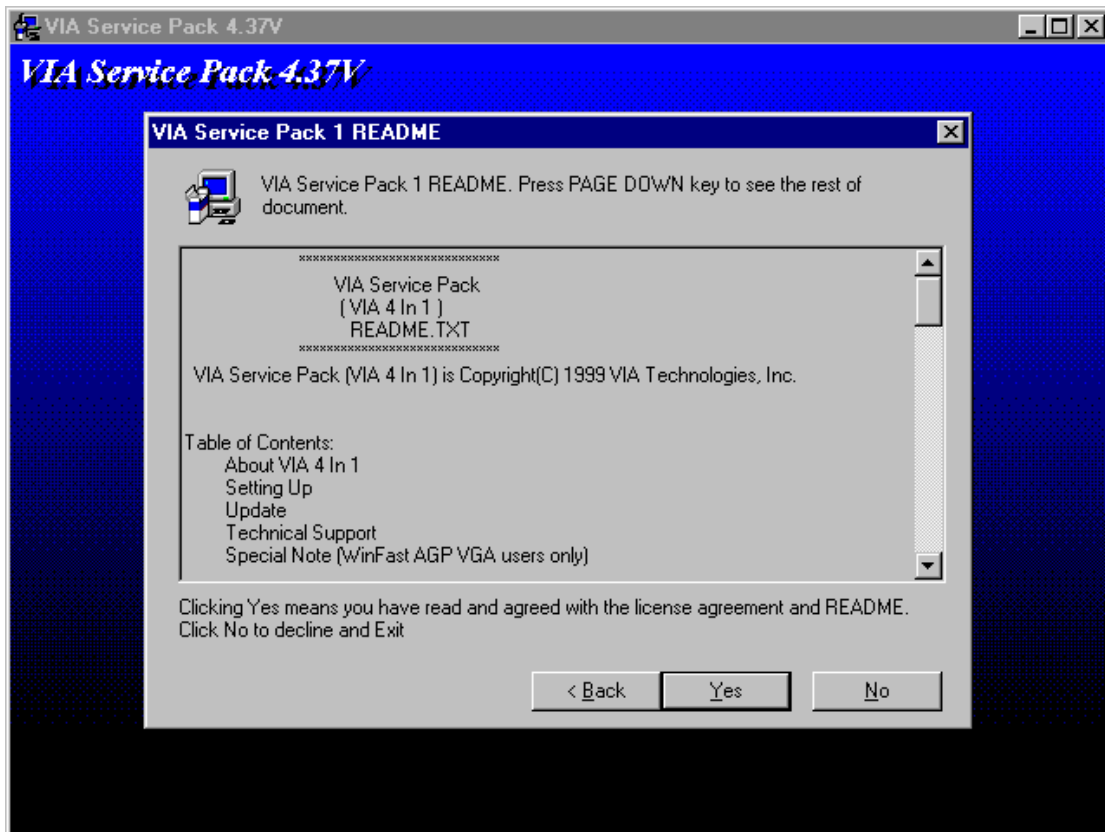 VIA Service Pack 4.37V
VIA Service Pack 4.37V
VIA Service Pack 1 README
VIA Service Pack 1 README. Press PAGE DOWN key to see the rest of
document.
****************************
VIA Service Pack
( VIA 4 In 1 )
README.TXT
****************************
VIA Service Pack (VIA 4 In 1) is Copyright(C) 1999 VIA Technologies, Inc.
Table of Contents:
About VIA 4 In 1
Setting Up
Update
Technical Support
Special Note (WinFast AGP VGA users only)
Clicking Yes means you have read and agreed with the license agreement and README.
Click No to decline and Exit
< Back
Yes
No